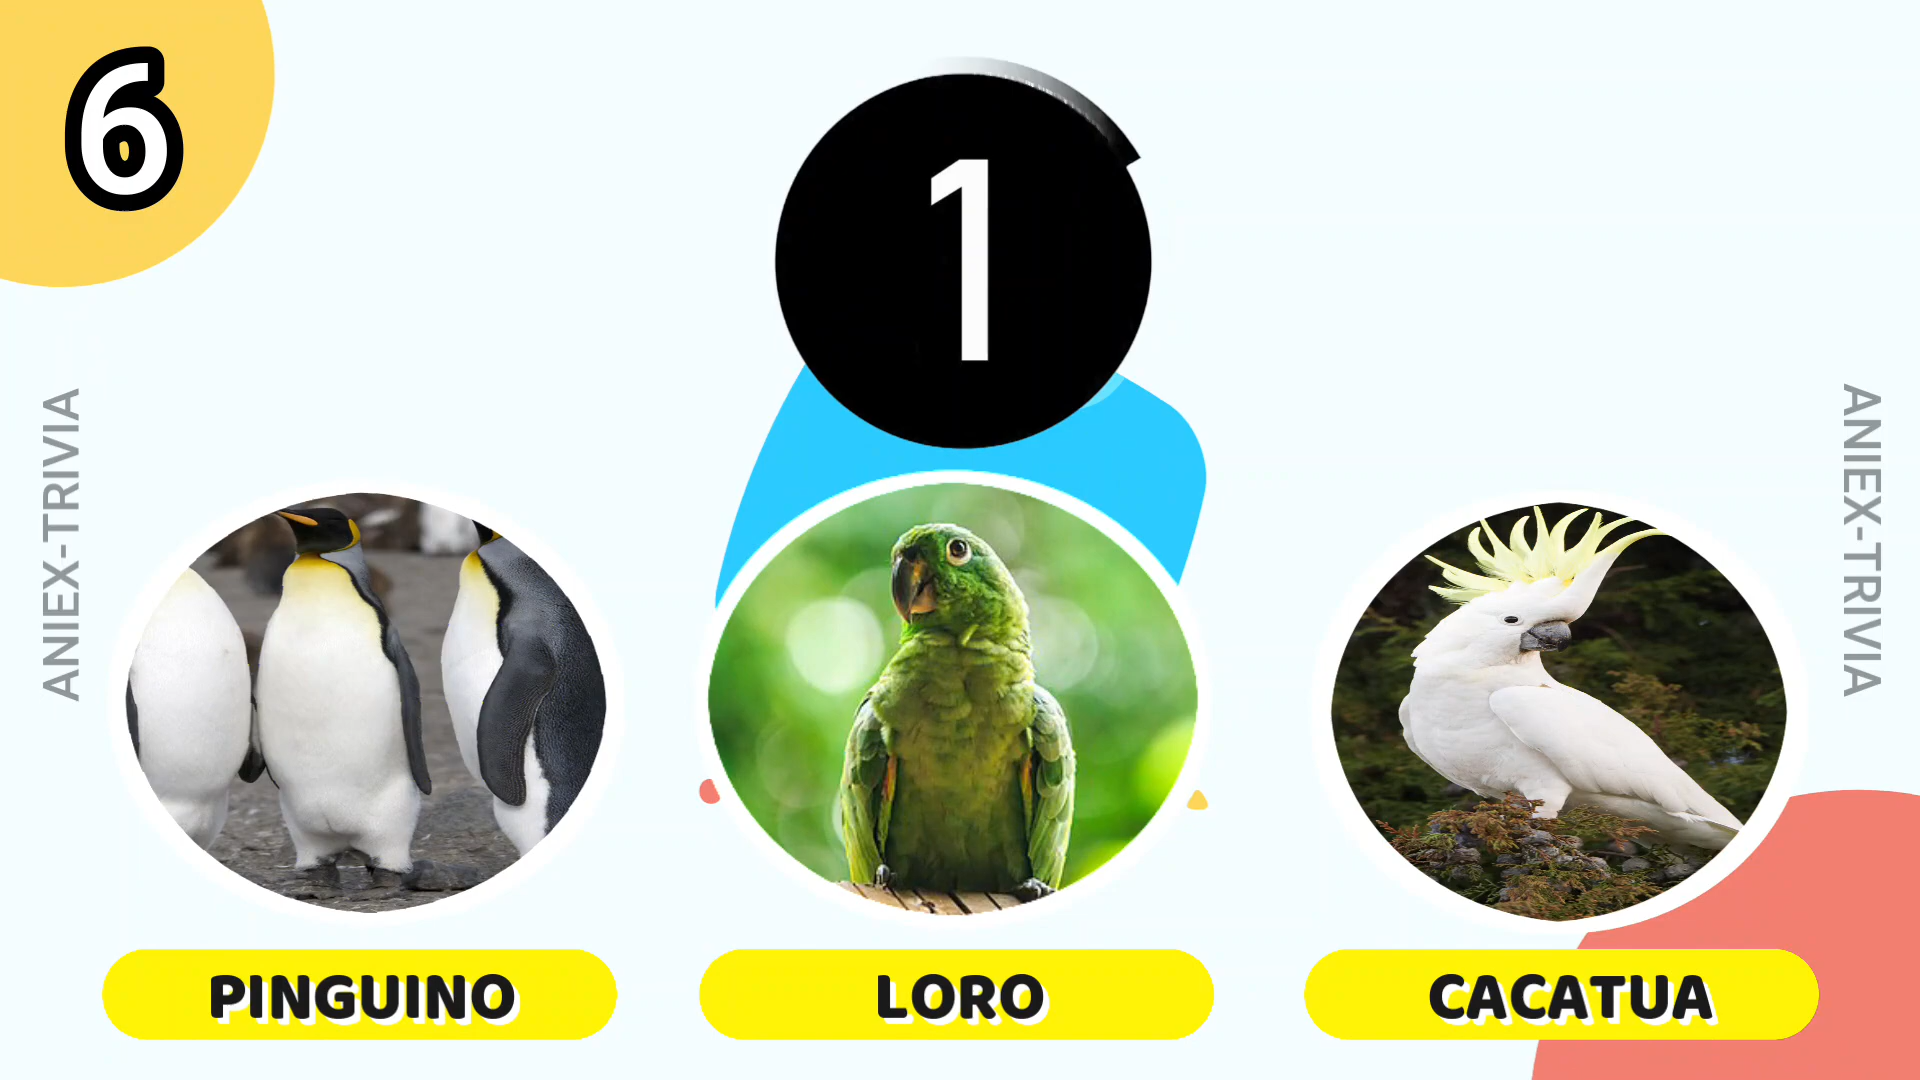 6
1
ANIEX-TRIVIA
ANIEX-TRIVIA
PINGUINO
LORO
CACATUA